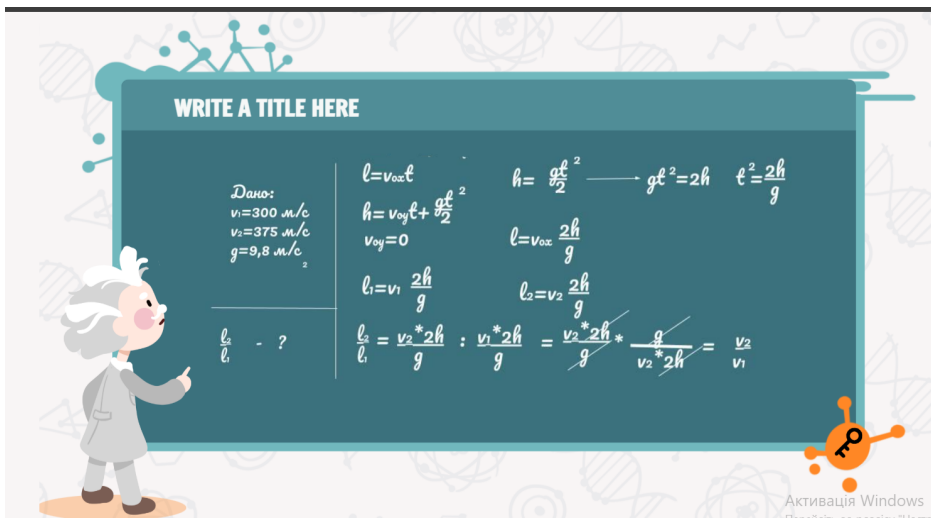 WRITE A TITLE HERE
Дано:
v₁=300 м/с
v₂=375 м/с
g=9,8 м/с²
l₂/l₁ - ?
l=v₀ₓt
h=v₀yt+gt²/2
v₀y=0
h=gt²/2 → gt²=2h t²=2h/g
l=v₀ₓ 2h/g
l₁=v₁ 2h/g l₂=v₂ 2h/g
l₂/l₁ = v₂*2h/g : v₁*2h/g = v₂*2h/g * g/v₂*2h = v₂/v₁
Активація Windows